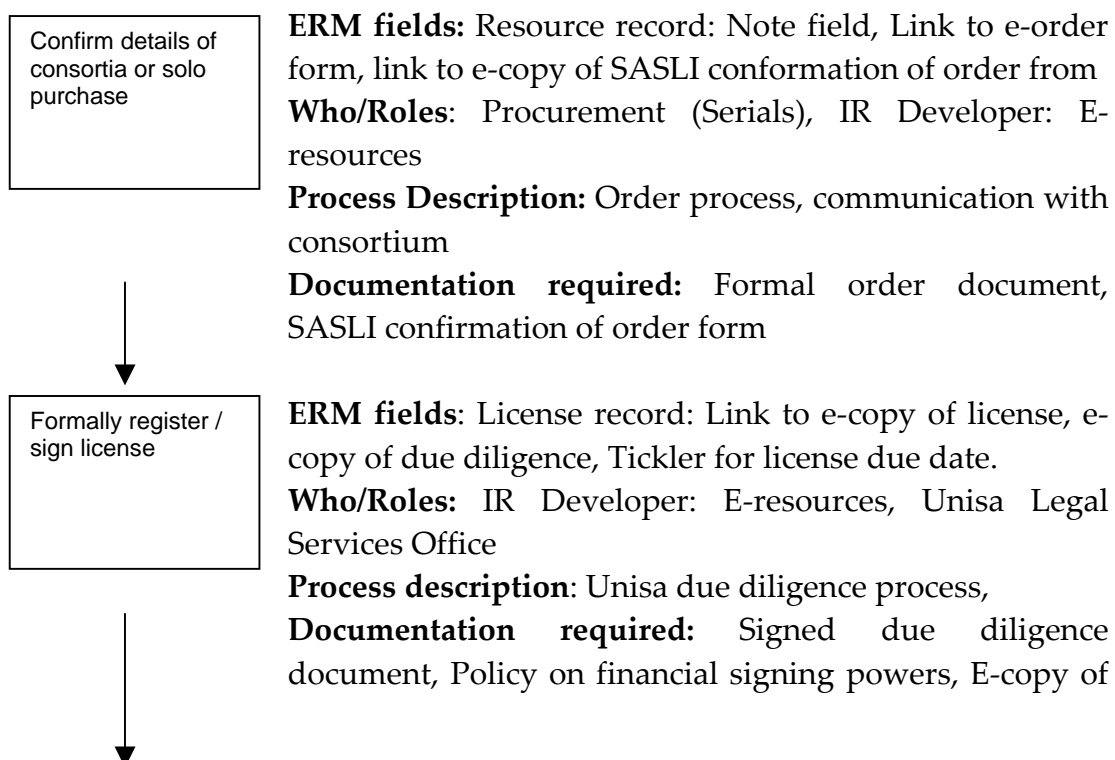 Confirm details of
consortia or solo
purchase
ERM fields: Resource record: Note field, Link to e-order
form, link to e-copy of SASLI conformation of order from
Who/Roles: Procurement (Serials), IR Developer: E-
resources
Process Description: Order process, communication with
consortium
Documentation required: Formal order document,
SASLI confirmation of order form
Formally register /
sign license
ERM fields: License record: Link to e-copy of license, e-
copy of due diligence, Tickler for license due date.
Who/Roles: IR Developer: E-resources, Unisa Legal
Services Office
Process description: Unisa due diligence process,
Documentation required: Signed due diligence
document, Policy on financial signing powers, E-copy of